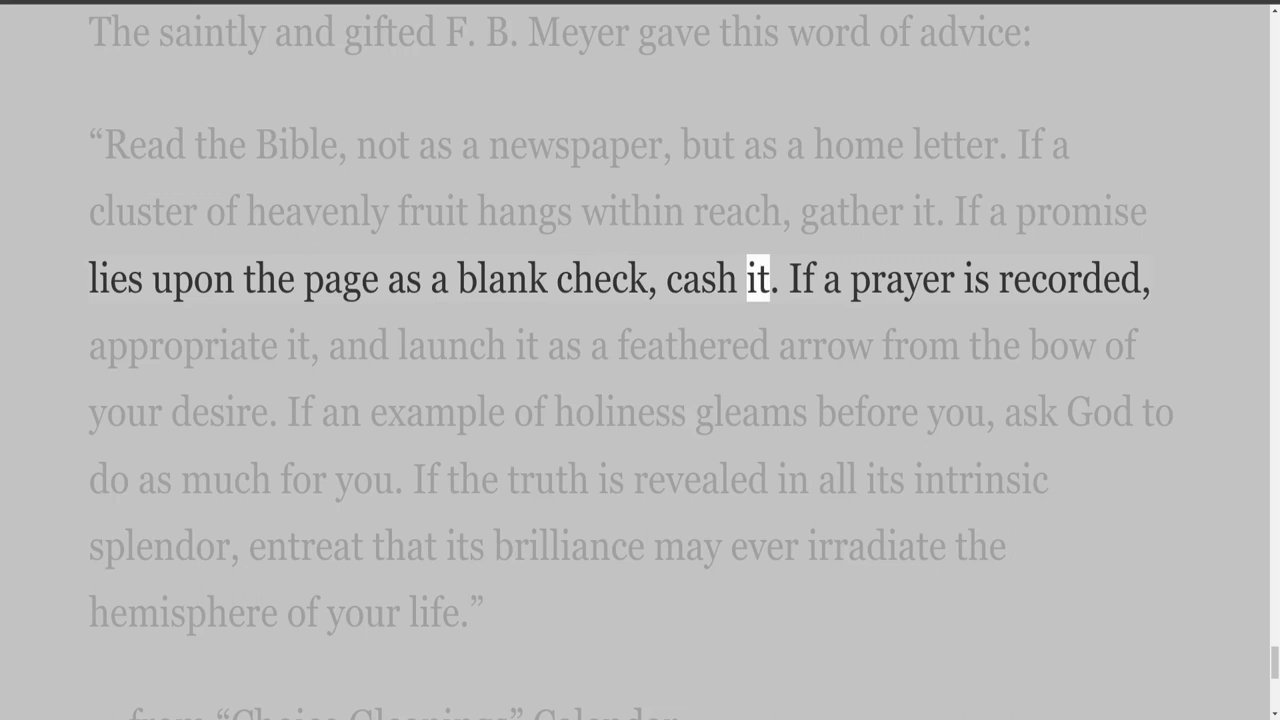 The saintly and gifted F. B. Meyer gave this word of advice:
“Read the Bible, not as a newspaper, but as a home letter. If a
cluster of heavenly fruit hangs within reach, gather it. If a promise
lies upon the page as a blank check, cash it. If a prayer is recorded,
appropriate it, and launch it as a feathered arrow from the bow of
your desire. If an example of holiness gleams before you, ask God to
do as much for you. If the truth is revealed in all its intrinsic
splendor, entreat that its brilliance may ever irradiate the
hemisphere of your life.”
from “Choice Gleanings” Calendar